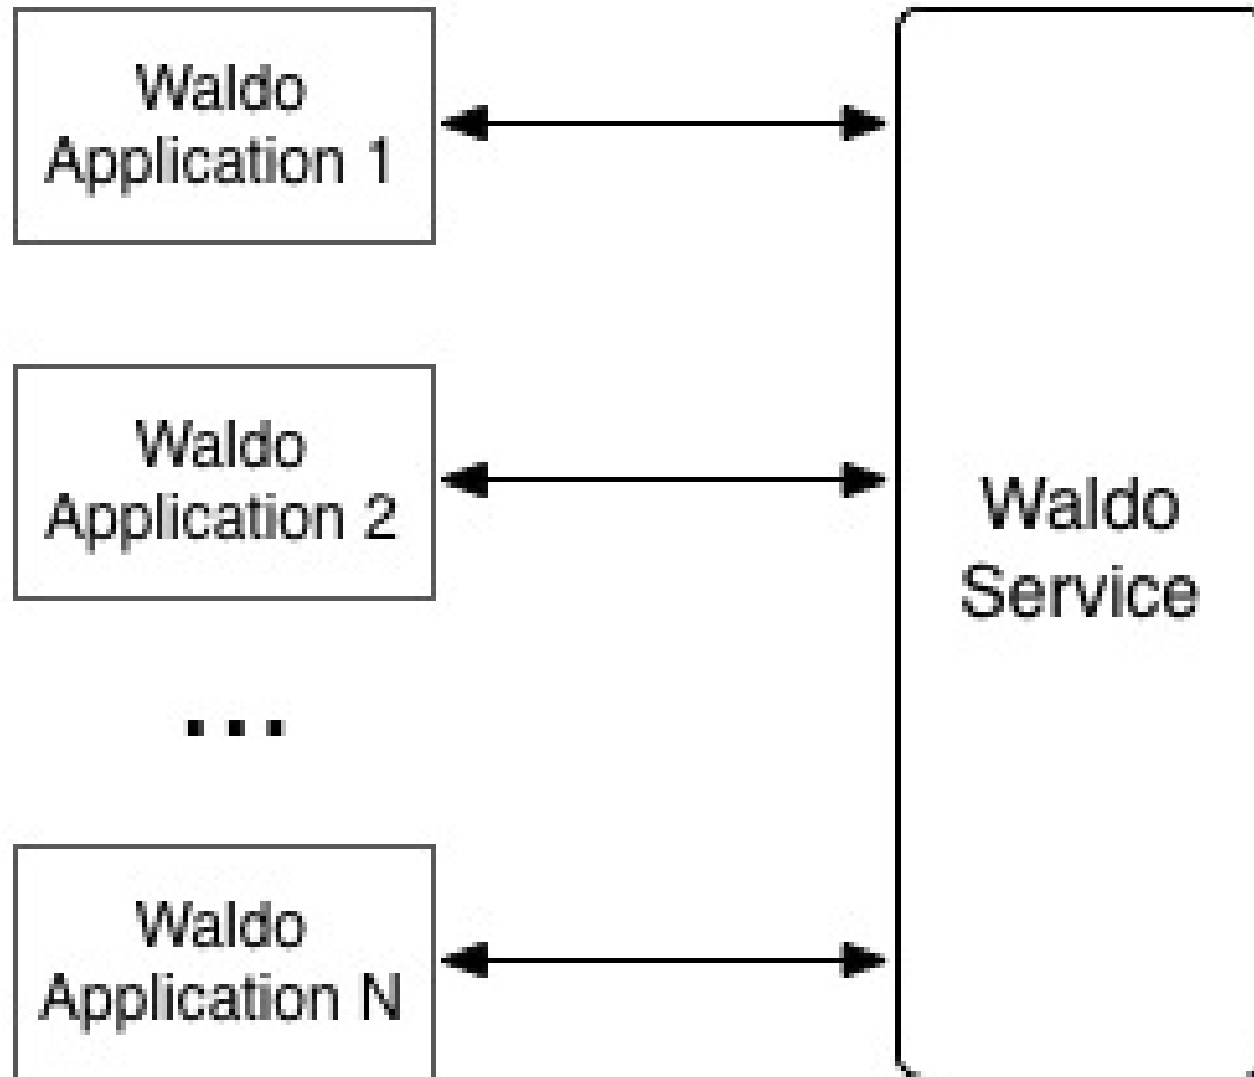 Waldo
Application 1
Waldo
Application 2
...
Waldo
Application N
Waldo
Service